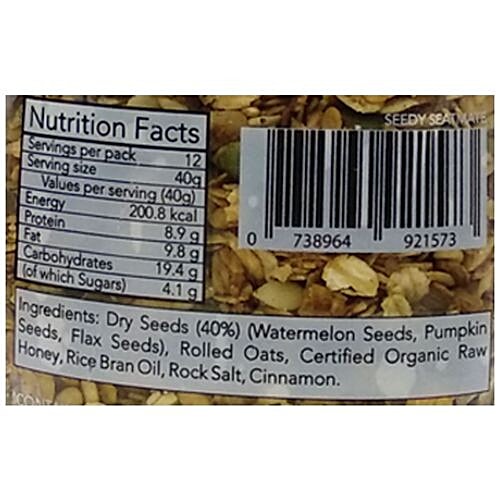 Nutrition Facts
Servings per pack 12
Serving size 40g
Values per serving (40g)
Energy 200.8 kcal
Protein 8.9 g
Fat 9.8 g
Carbohydrates 19.4 g
(of which Sugars) 4.1 g
SEEDY SEATMATE
0 738964 921573
Ingredients: Dry Seeds (40%) (Watermelon Seeds, Pumpkin
Seeds, Flax Seeds), Rolled Oats, Certified Organic Raw
Honey, Rice Bran Oil, Rock Salt, Cinnamon.